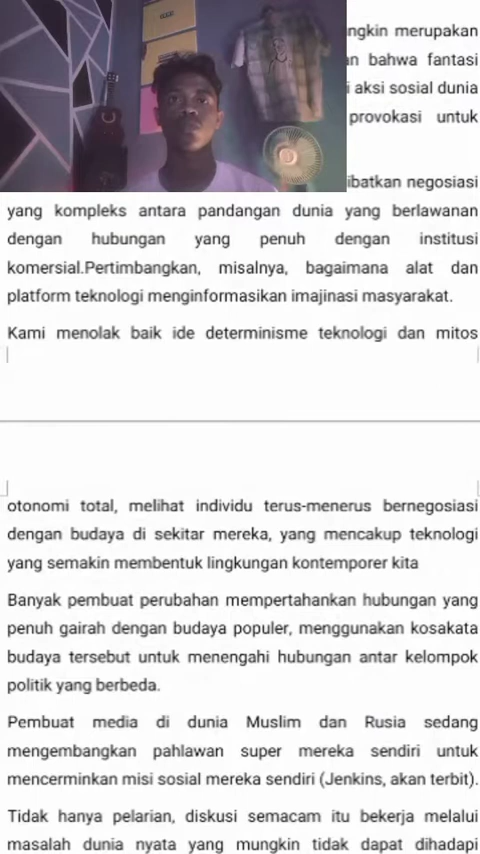 ngkin merupakan
n bahwa fantasi
i aksi sosial dunia
provokasi untuk
ibatkan negosiasi
yang kompleks antara pandangan dunia yang berlawanan
dengan hubungan yang penuh dengan institusi
komersial.Pertimbangkan, misalnya, bagaimana alat dan
platform teknologi menginformasikan imajinasi masyarakat.
Kami menolak baik ide determinisme teknologi dan mitos
otonomi total, melihat individu terus-menerus bernegosiasi
dengan budaya di sekitar mereka, yang mencakup teknologi
yang semakin membentuk lingkungan kontemporer kita
Banyak pembuat perubahan mempertahankan hubungan yang
penuh gairah dengan budaya populer, menggunakan kosakata
budaya tersebut untuk menengahi hubungan antar kelompok
politik yang berbeda.
Pembuat media di dunia Muslim dan Rusia sedang
mengembangkan pahlawan super mereka sendiri untuk
mencerminkan misi sosial mereka sendiri (Jenkins, akan terbit).
Tidak hanya pelarian, diskusi semacam itu bekerja melalui
masalah dunia nyata yang mungkin tidak dapat dihadapi